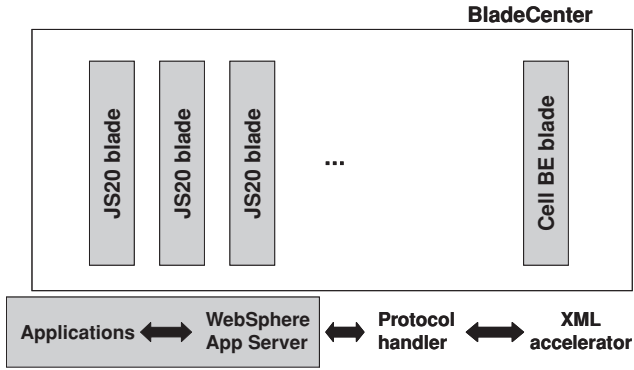 BladeCenter
JS20 blade
JS20 blade
JS20 blade
...
Cell BE blade
Applications
WebSphere
App Server
Protocol
handler
XML
accelerator